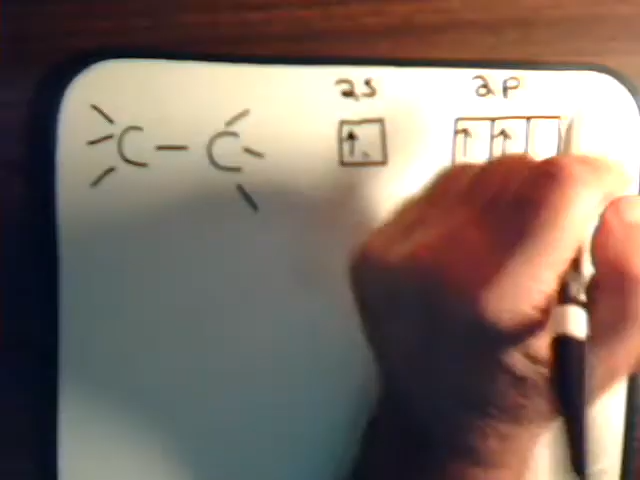 2s 2p
C - C
↑ ↑ ↑